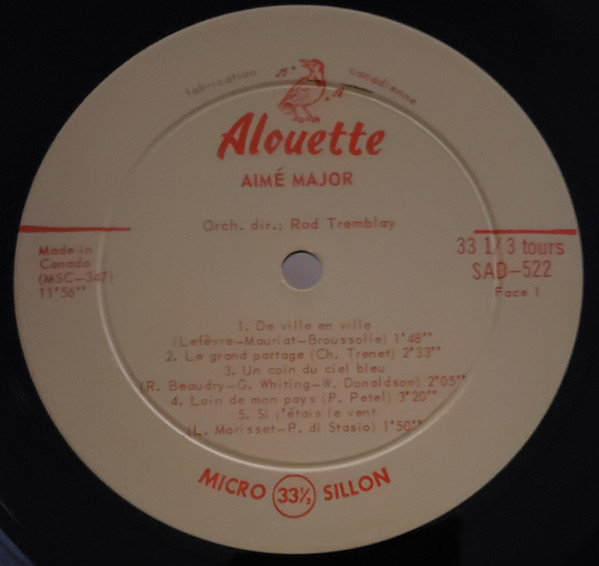 fabrication canadienne
Alouette
AIMÉ MAJOR
Orch. dir.: Rod Tremblay
Made in
Canada
(MSC-347)
11'56''
33 1/3 tours
SAD-522
Face 1
1. De ville en ville
(Lefèvre-Mauriat-Broussolle) 1'48''
2. Le grand partage (Ch. Trenet) 2'33''
3. Un coin du ciel bleu
(R. Beaudry-G. Whiting-W. Donaldson) 2'05''
4. Loin de mon pays (P. Petel) 3'20''
5. Si j'étais le vent
(L. Morisset-P. di Stasio) 1'50''
MICRO 33⅓ SILLON